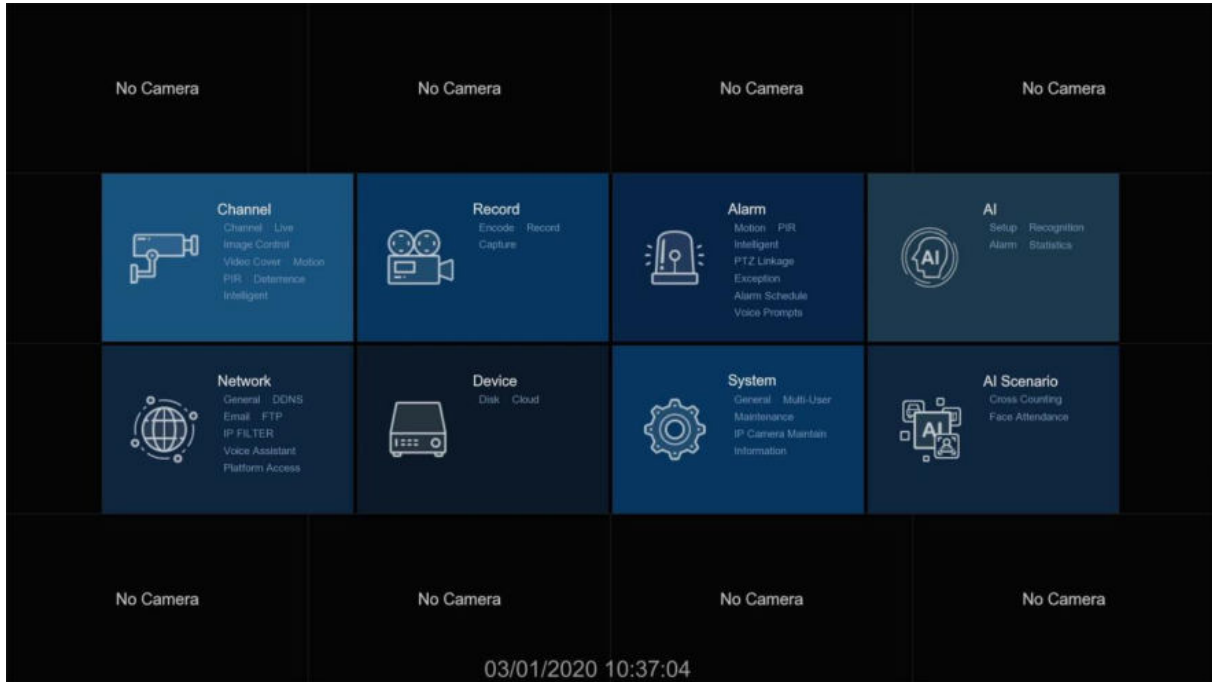 No Camera
No Camera
No Camera
No Camera
Channel
Channel Live
Image Control
Video Cover Motion
PIR Deterrence
Intelligent
Record
Encode Record
Capture
Alarm
Motion PIR
Intelligent
PTZ Linkage
Exception
Alarm Schedule
Voice Prompts
AI
Setup Recognition
Alarm Statistics
AI
Network
General DDNS
Email FTP
IP FILTER
Voice Assistant
Platform Access
Device
Disk Cloud
System
General Multi-User
Maintenance
IP Camera Maintain
Information
AI Scenario
Cross Counting
Face Attendance
AI
No Camera
No Camera
No Camera
No Camera
03/01/2020 10:37:04